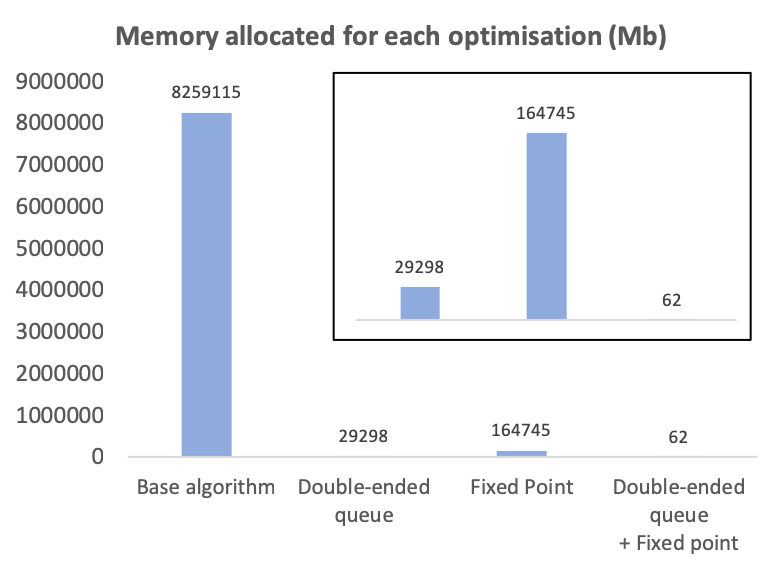 Memory allocated for each optimisation (Mb)
9000000
8000000
7000000
6000000
5000000
4000000
3000000
2000000
1000000
0
8259115
29298
164745
62
29298
164745
62
Base algorithm
Double-ended
queue
Fixed Point
Double-ended
queue
+ Fixed point